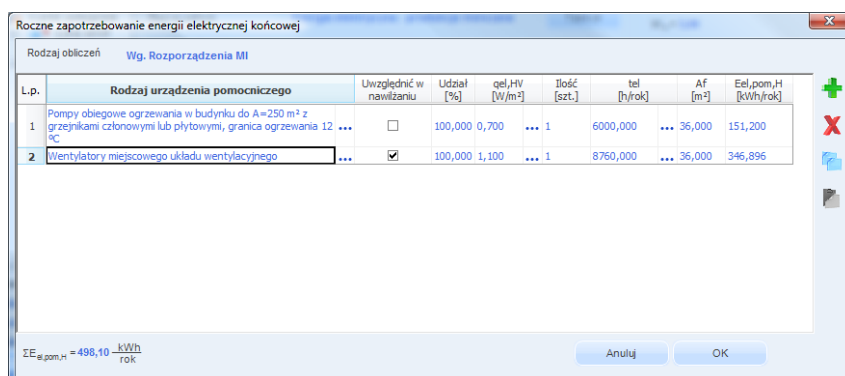 Roczne zapotrzebowanie energii elektrycznej końcowej
Rodzaj obliczeń Wg. Rozporządzenia MI
L.p. Rodzaj urządzenia pomocniczego Uwzględnić w nawilżaniu Udział [%] qel,HV [W/m²] Ilość [szt.] tel [h/rok] Af [m²] Eel,pom,H [kWh/rok]
1 Pompy obiegowe ogrzewania w budynku do A=250 m² z grzejnikami członowymi lub płytowymi, granica ogrzewania 12 ºC ... 100,000 0,700 ... 1 6000,000 ... 36,000 151,200
2 Wentylatory miejscowego układu wentylacyjnego ... 100,000 1,100 ... 1 8760,000 ... 36,000 346,896
ΣEel,pom,H = 498,10 kWh/rok
Anuluj OK